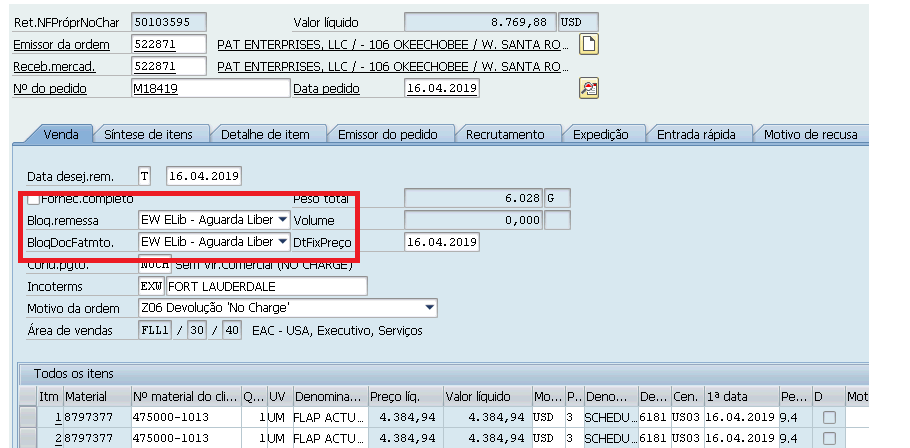 Ret.NFPróprNoChar 50103595 Valor líquido 8.769,88 USD
Emissor da ordem 522871 PAT ENTERPRISES, LLC / - 106 OKEECHOBEE / W. SANTA RO...
Receb.mercad. 522871 PAT ENTERPRISES, LLC / - 106 OKEECHOBEE / W. SANTA RO...
Nº do pedido M18419 Data pedido 16.04.2019
Venda Síntese de itens Detalhe de item Emissor do pedido Recrutamento Expedição Entrada rápida Motivo de recusa
Data desej.rem. T 16.04.2019
Fornec.completo Peso total 6.028 G
Bloq.remessa EW ELib - Aguarda Liber Volume 0,000
BloqDocFatmto. EW ELib - Aguarda Liber DtFixPreço 16.04.2019
Cond.pgto. NOCH Sem Vlr.Comercial (NO CHARGE)
Incoterms EXW FORT LAUDERDALE
Motivo da ordem Z06 Devolução 'No Charge'
Área de vendas FLL1 / 30 / 40 EAC - USA, Executivo, Serviços
Todos os itens
Itm Material Nº material do cli... Q... UV Denomina... Preço líq. Valor líquido Mo... P.. Deno... De... Cen. 1ª data Pe... D Mot
1 8797377 475000-1013 1 UM FLAP ACTU... 4.384,94 4.384,94 USD 3 SCHEDU... 6181 US03 16.04.2019 9.4
2 8797377 475000-1013 1 UM FLAP ACTU... 4.384,94 4.384,94 USD 3 SCHEDU... 6181 US03 16.04.2019 9.4